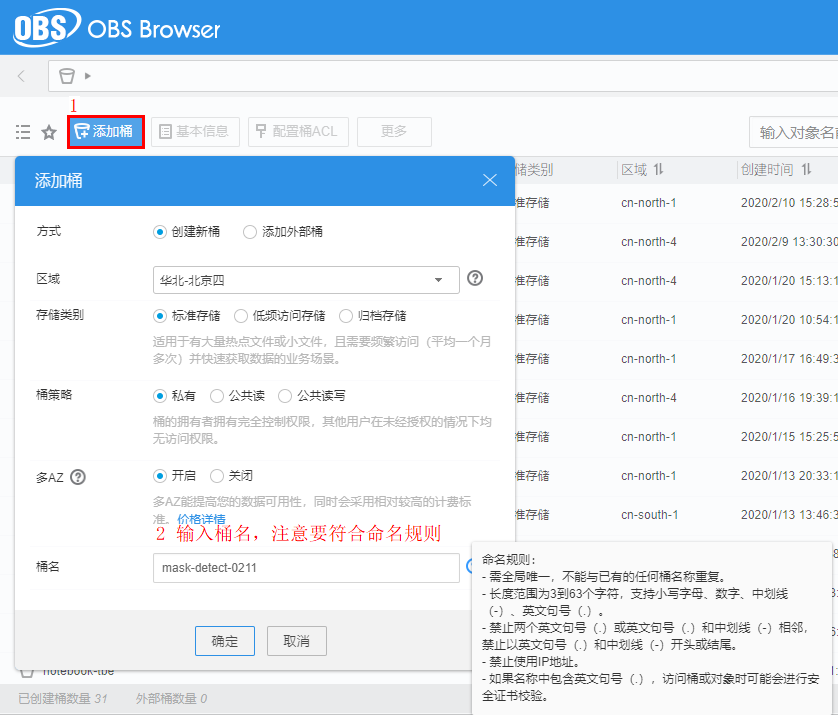 OBS OBS Browser
1
添加桶 基本信息 配置桶ACL 更多 输入对象名
添加桶
储类别 区域 创建时间
方式 创建新桶 添加外部桶
准存储 cn-north-1 2020/2/10 15:28:5
准存储 cn-north-4 2020/2/9 13:30:30
区域 华北-北京四
准存储 cn-north-4 2020/1/20 15:13:1
存储类别 标准存储 低频访问存储 归档存储
准存储 cn-north-1 2020/1/20 10:54:1
适用于有大量热点文件或小文件，且需要频繁访问（平均一个月
多次）并快速获取数据的业务场景。
准存储 cn-north-1 2020/1/17 16:49:3
桶策略 私有 公共读 公共读写
准存储 cn-north-4 2020/1/16 19:39:1
桶的拥有者拥有完全控制权限，其他用户在未经授权的情况下均
无访问权限。
准存储 cn-north-1 2020/1/15 15:25:5
多AZ 开启 关闭
准存储 cn-north-1 2020/1/13 20:33:1
多AZ能提高您的数据可用性，同时会采用相对较高的计费标
准。价格详情
准存储 cn-south-1 2020/1/13 13:46:3
2 输入桶名，注意要符合命名规则
桶名 mask-detect-0211
命名规则：
- 需全局唯一，不能与已有的任何桶名称重复。
- 长度范围为3到63个字符，支持小写字母、数字、中划线
（-）、英文句号（.）。
- 禁止两个英文句号（.）或英文句号（.）和中划线（-）相邻，
禁止以英文句号（.）和中划线（-）开头或结尾。
- 禁止使用IP地址。
- 如果名称中包含英文句号（.），访问桶或对象时可能会进行安
全证书校验。
确定 取消
notebook-tbe
已创建桶数量 31 外部桶数量 0